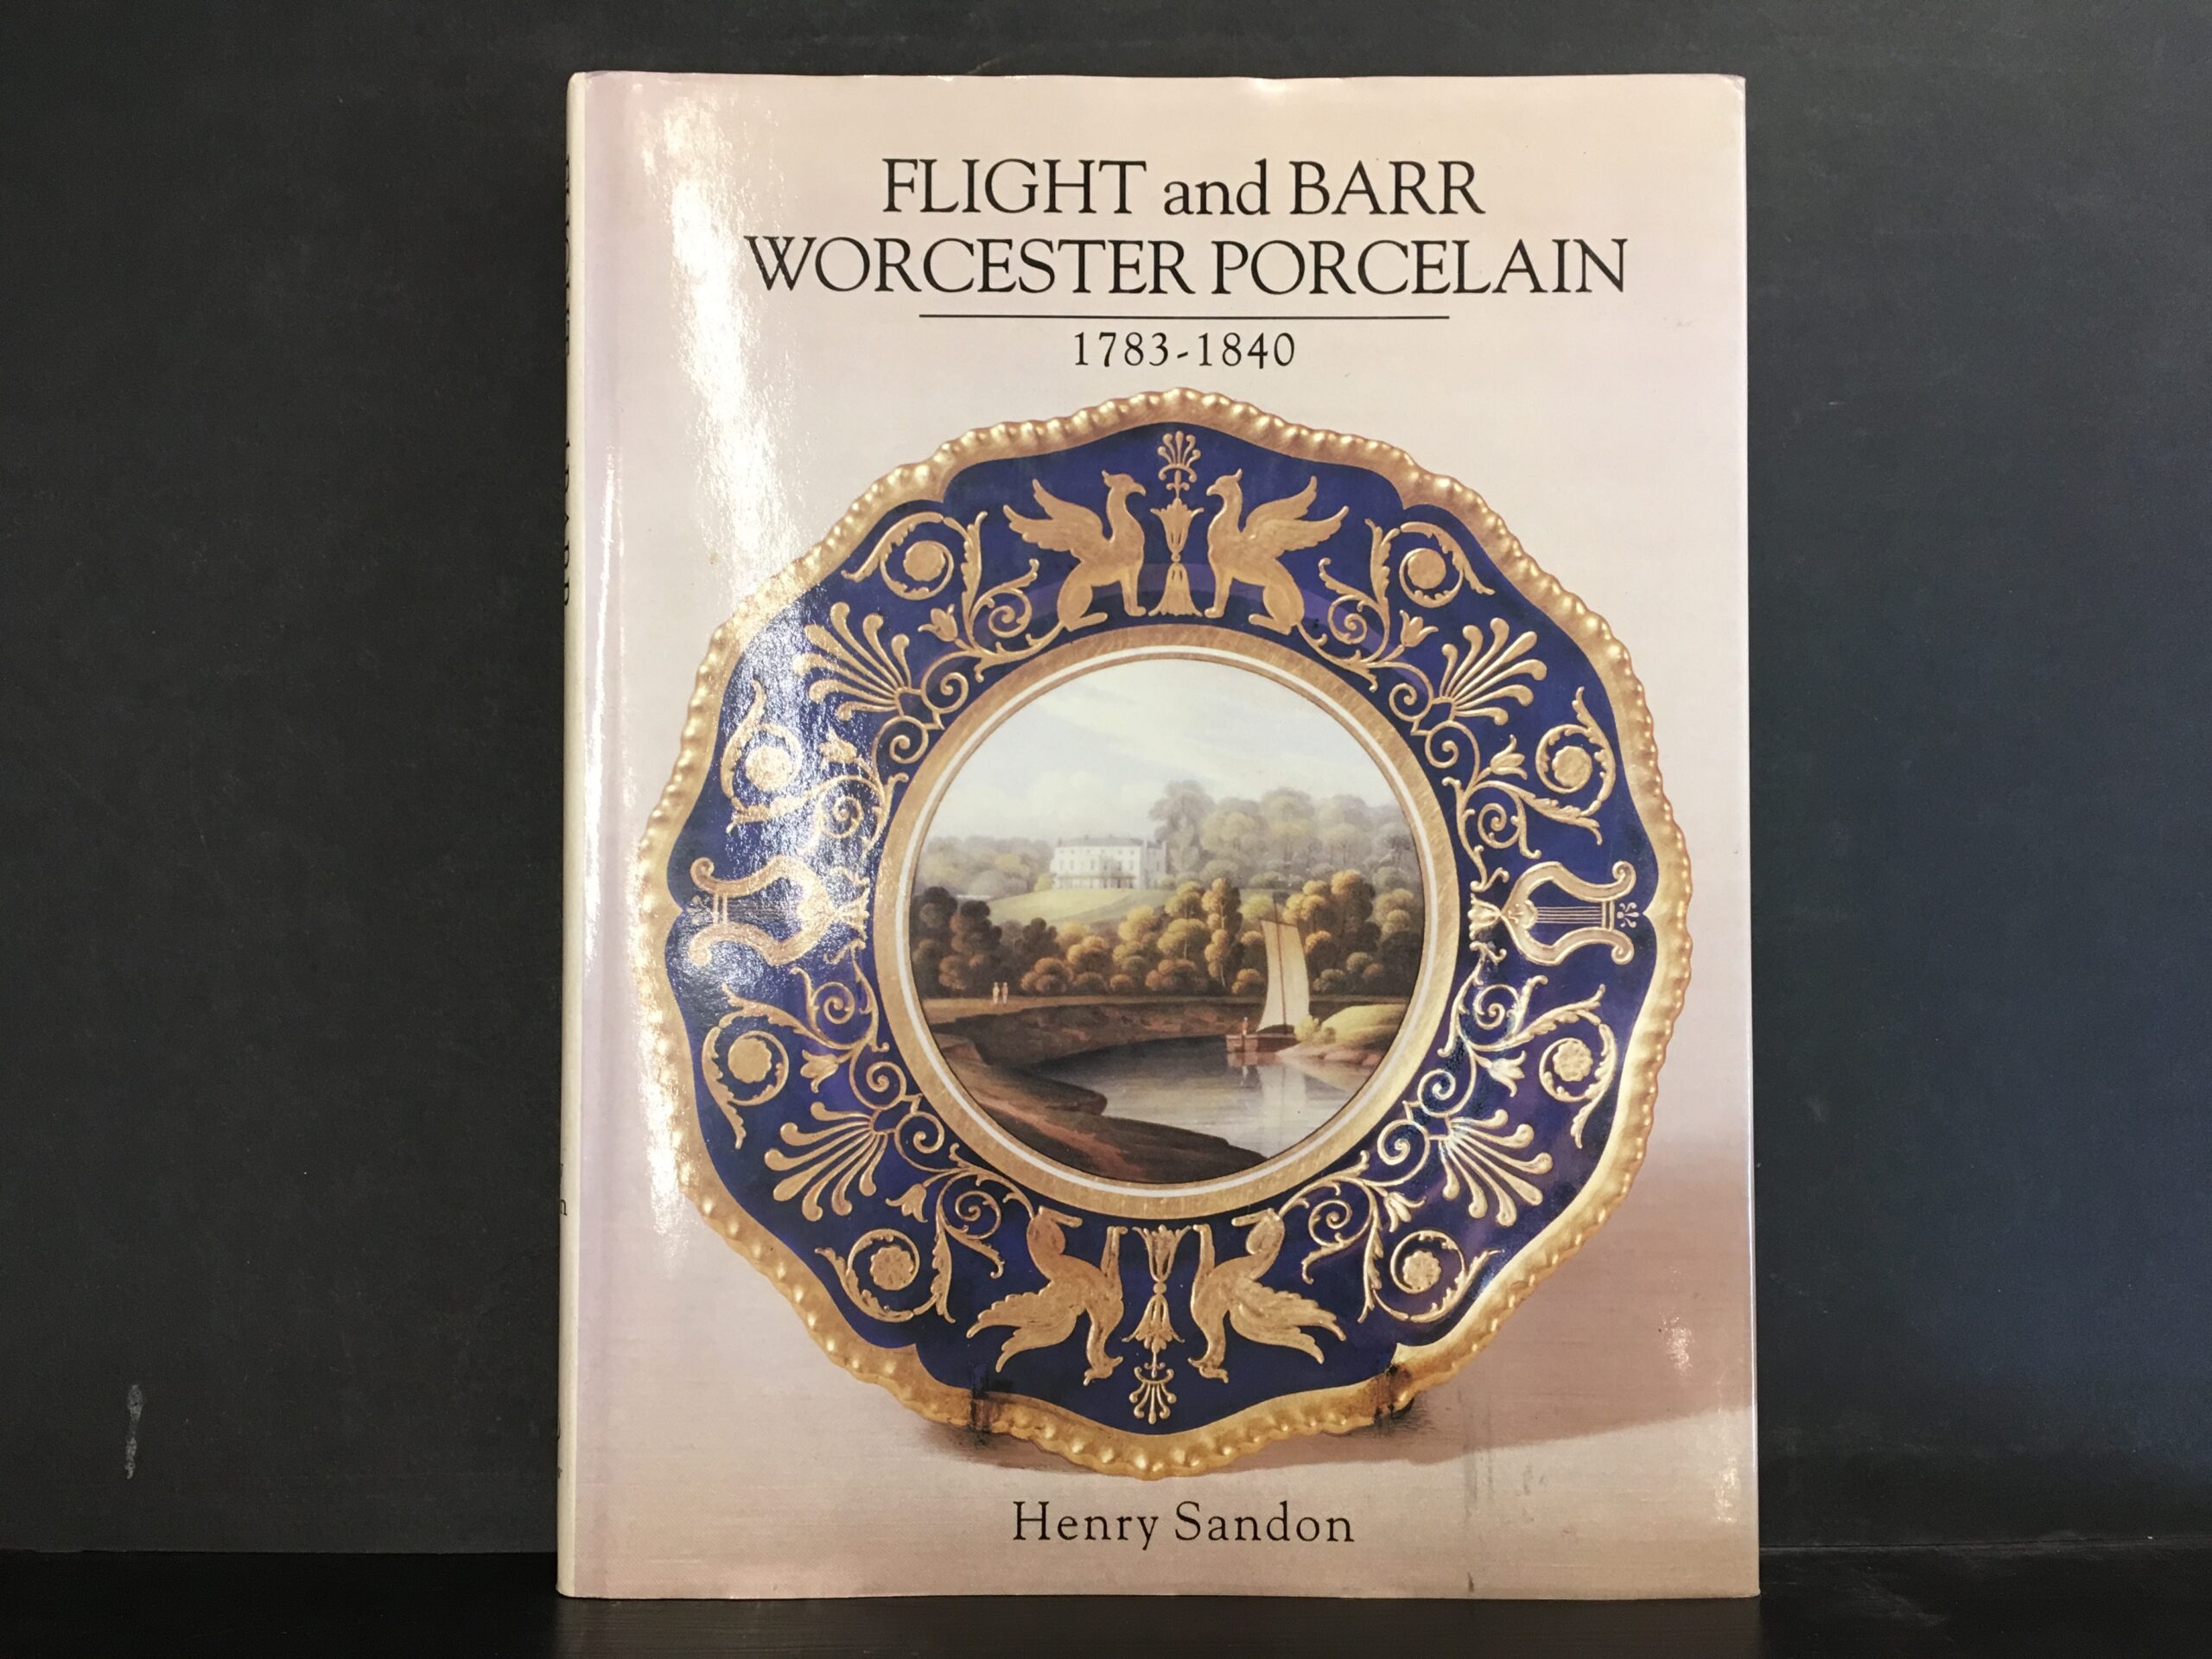 FLIGHT and BARR
WORCESTER PORCELAIN
1783-1840
Henry Sandon